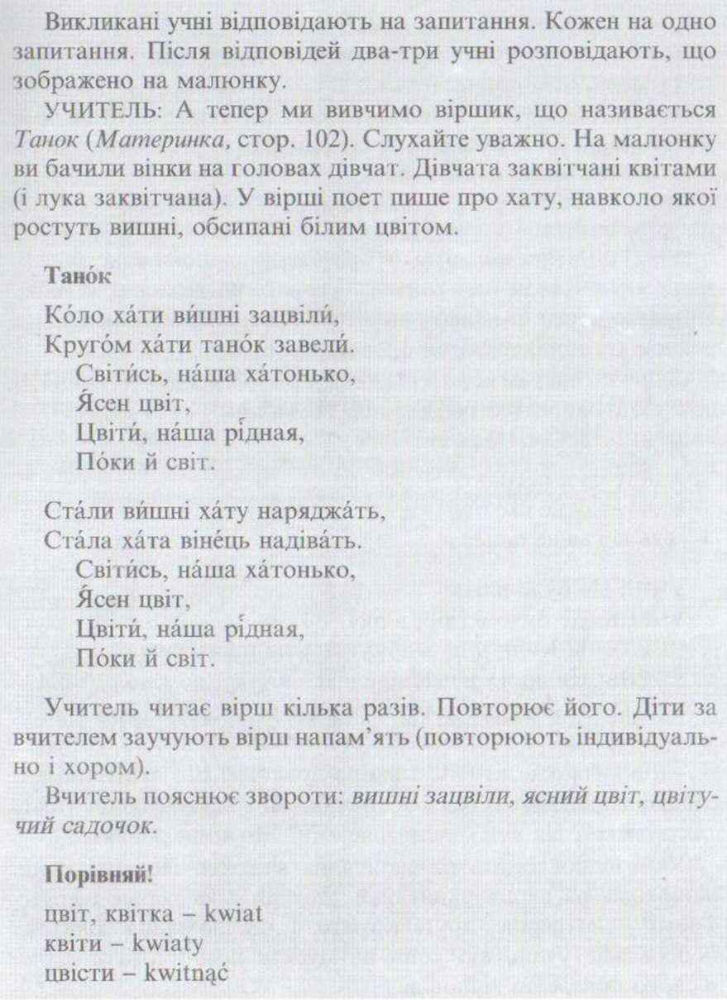 Викликані учні відповідають на запитання. Кожен на одно
запитання. Після відповідей два-три учні розповідають, що
зображено на малюнку.
УЧИТЕЛЬ: А тепер ми вивчимо віршик, що називається
Танок (Материнка, стор. 102). Слухайте уважно. На малюнку
ви бачили вінки на головах дівчат. Дівчата заквітчані квітами
(і лука заквітчана). У вірші поет пише про хату, навколо якої
ростуть вишні, обсипані білим цвітом.
Тано́к
Ко́ло ха́ти ви́шні зацвіли́,
Круго́м ха́ти тано́к завели́.
Світи́сь, на́ша ха́тонько,
Я́сен цвіт,
Цвіти́, на́ша рі́дная,
По́ки й світ.
Ста́ли ви́шні ха́ту наряджа́ть,
Ста́ла ха́та віне́ць надіва́ть.
Світи́сь, на́ша ха́тонько,
Я́сен цвіт,
Цвіти́, на́ша рі́дная,
По́ки й світ.
Учитель читає вірш кілька разів. Повторює його. Діти за
вчителем заучують вірш напам’ять (повторюють індивідуаль-
но і хором).
Вчитель пояснює звороти: вишні зацвіли, ясний цвіт, цвіту-
чий садочок.
Порівняй!
цвіт, квітка – kwiat
квіти – kwiaty
цвісти – kwitnąć